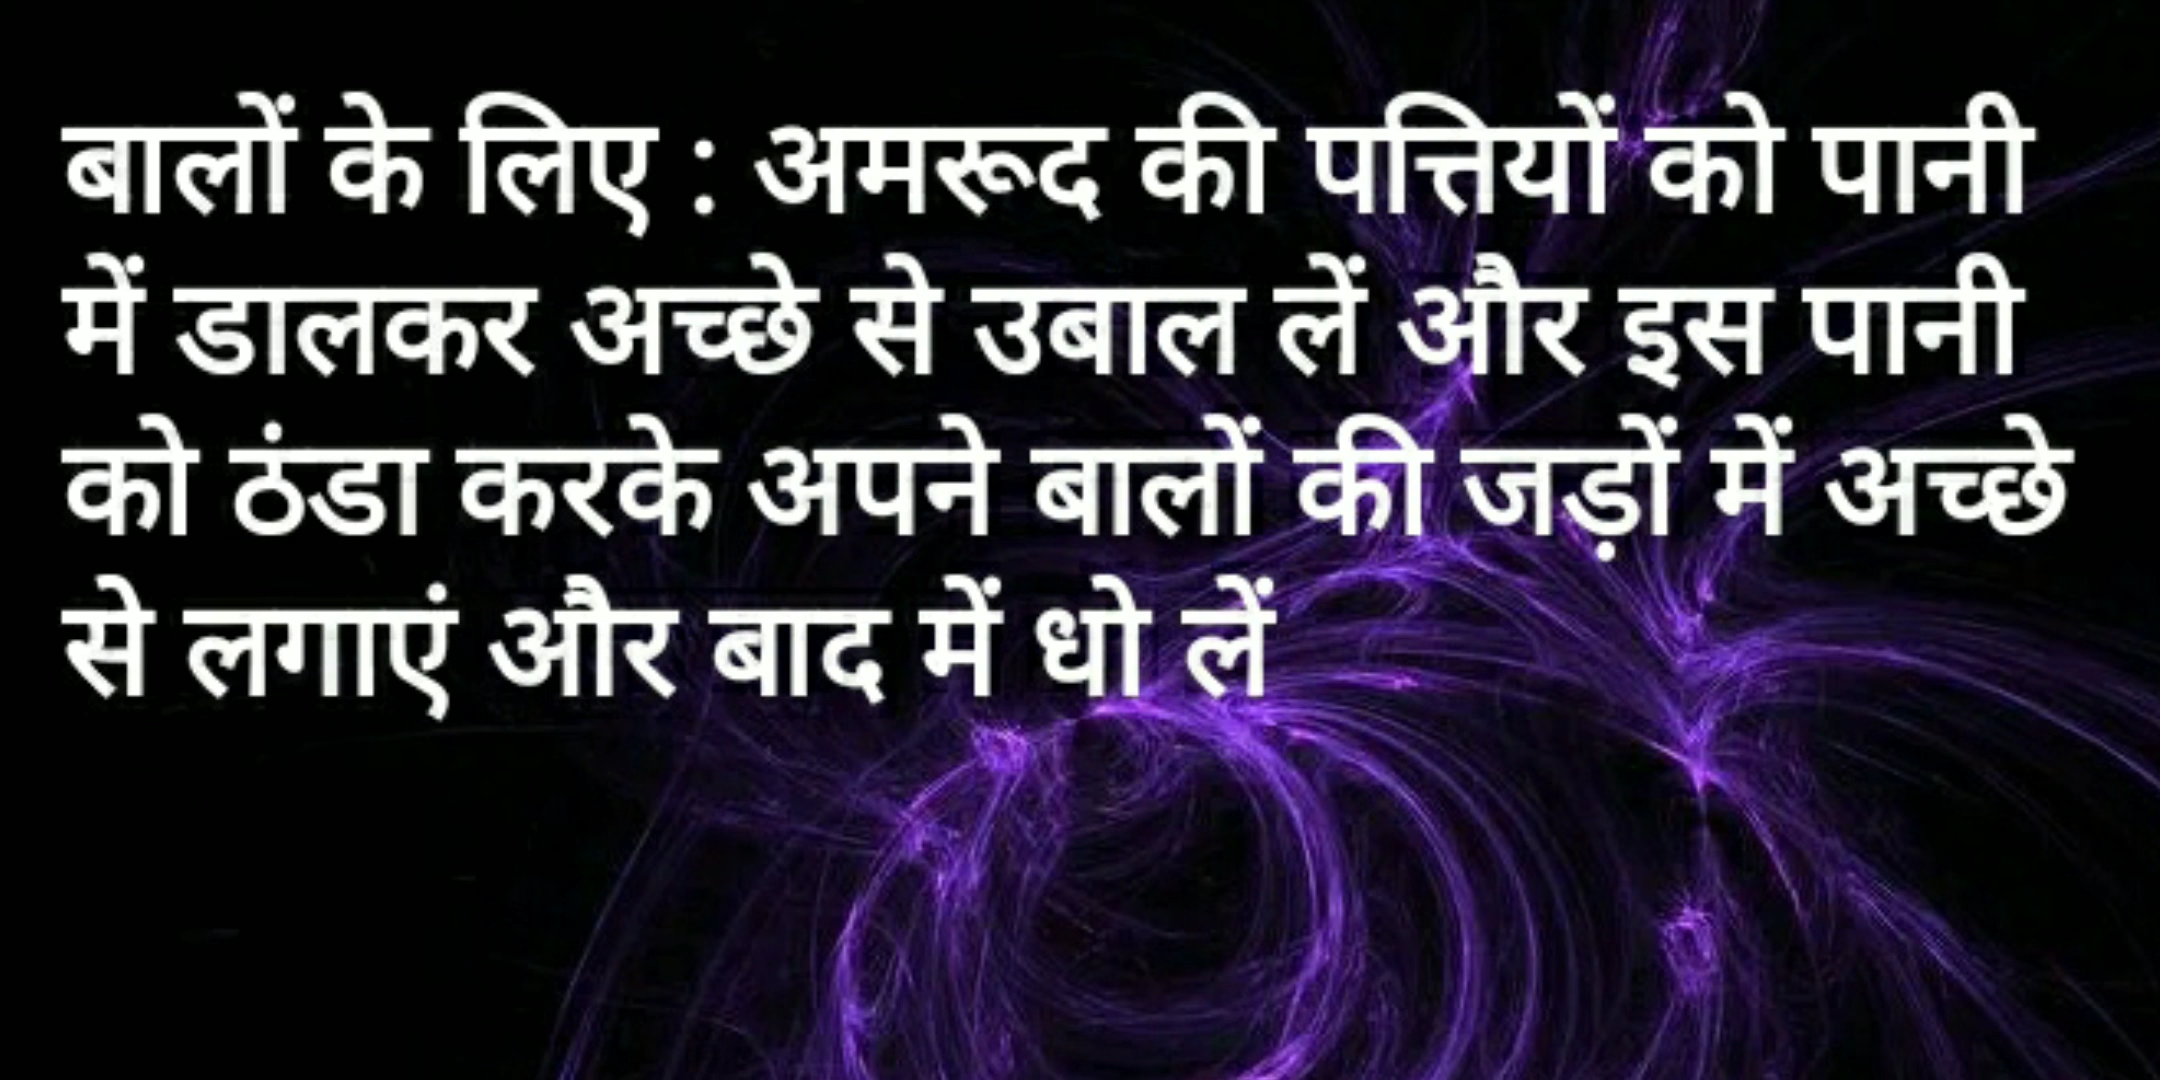 बालों के लिए : अमरूद की पत्तियों को पानी
में डालकर अच्छे से उबाल लें और इस पानी
को ठंडा करके अपने बालों की जड़ों में अच्छे
से लगाएं और बाद में धो लें